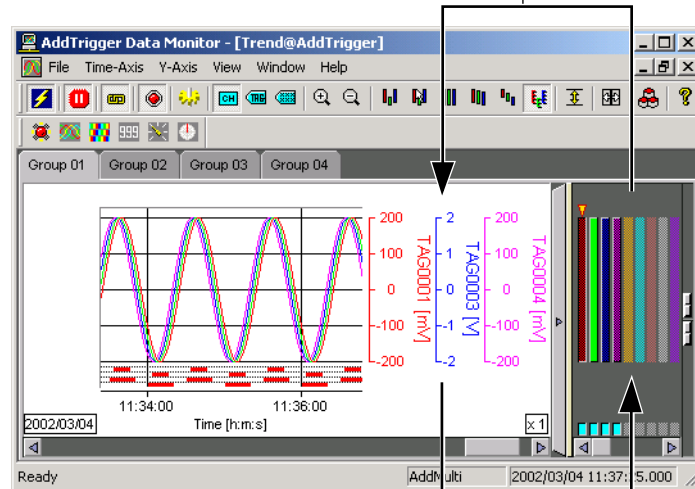 AddTrigger Data Monitor - [Trend@AddTrigger]
File Time-Axis Y-Axis View Window Help
CH TAG
999
Group 01 Group 02 Group 03 Group 04
200 2 200
100 1 100
0 0 0
-100 -1 -100
-200 -2 -200
TAG0001 [mV]
TAG0003 [V]
TAG0004 [mV]
11:34:00 11:36:00
2002/03/04 Time [h:m:s] x 1
Ready AddMulti 2002/03/04 11:37:25.000